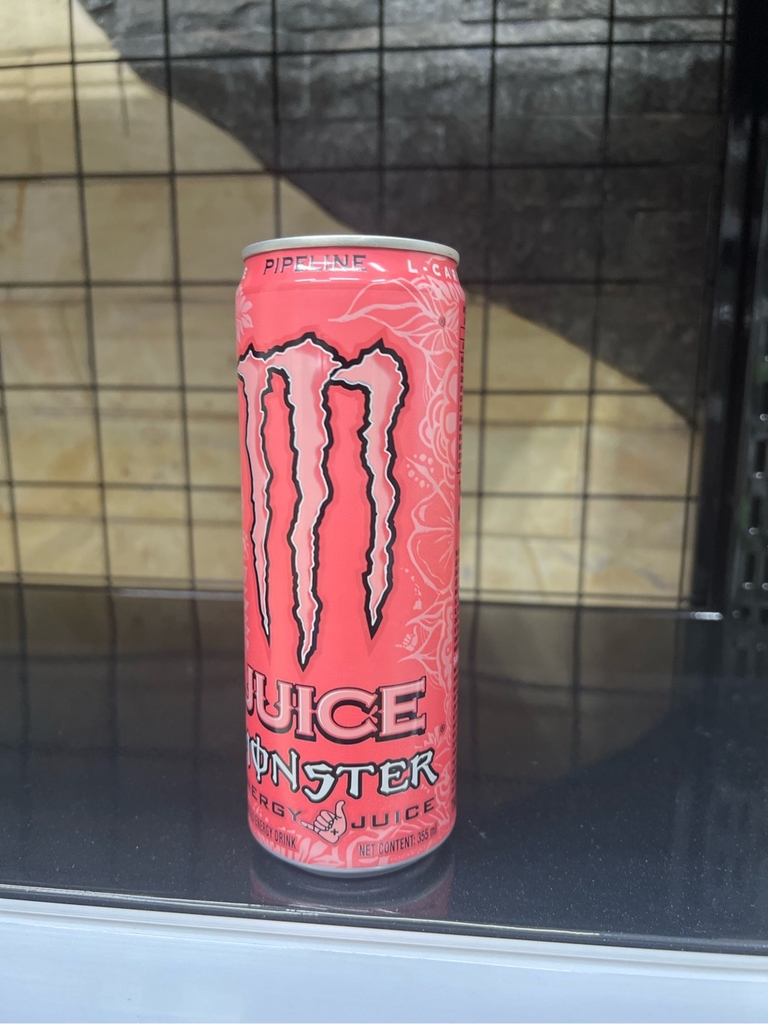 PIPELINE
JUICE
MONSTER
ENERGY JUICE
ENERGY DRINK
NET CONTENT: 355 ml